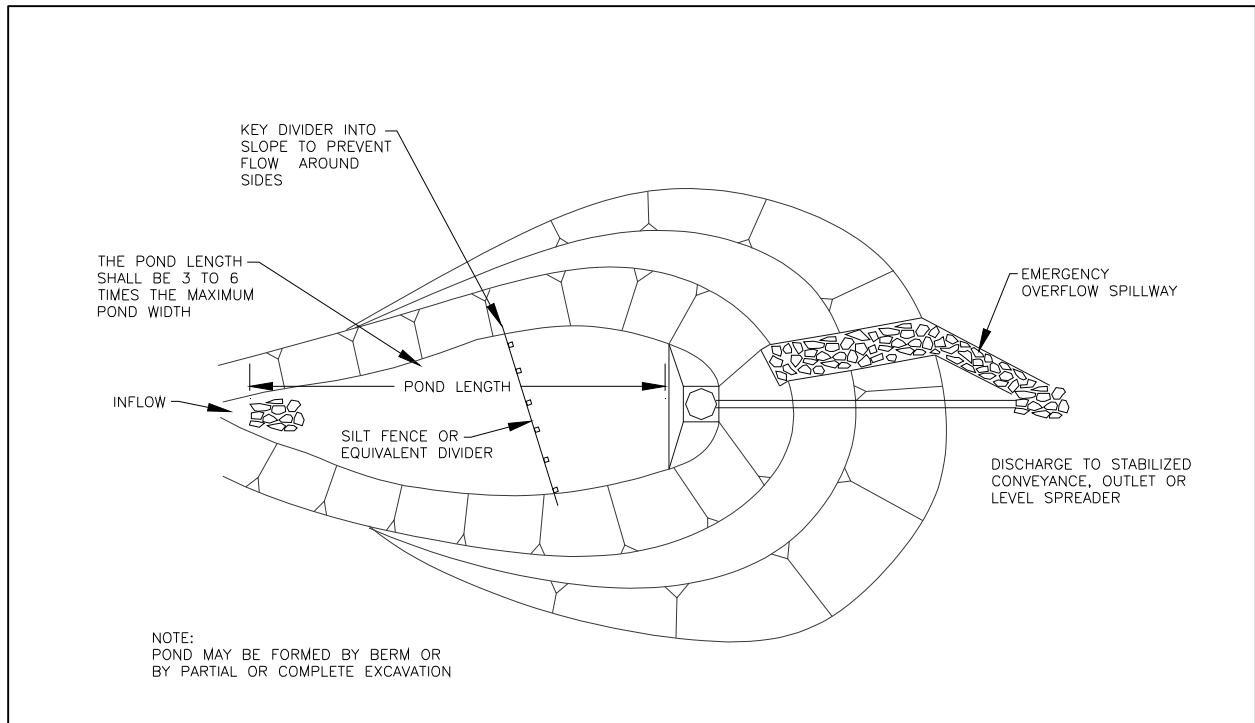 KEY DIVIDER INTO
SLOPE TO PREVENT
FLOW AROUND
SIDES
THE POND LENGTH
SHALL BE 3 TO 6
TIMES THE MAXIMUM
POND WIDTH
EMERGENCY
OVERFLOW SPILLWAY
POND LENGTH
INFLOW
SILT FENCE OR
EQUIVALENT DIVIDER
DISCHARGE TO STABILIZED
CONVEYANCE, OUTLET OR
LEVEL SPREADER
NOTE:
POND MAY BE FORMED BY BERM OR
BY PARTIAL OR COMPLETE EXCAVATION